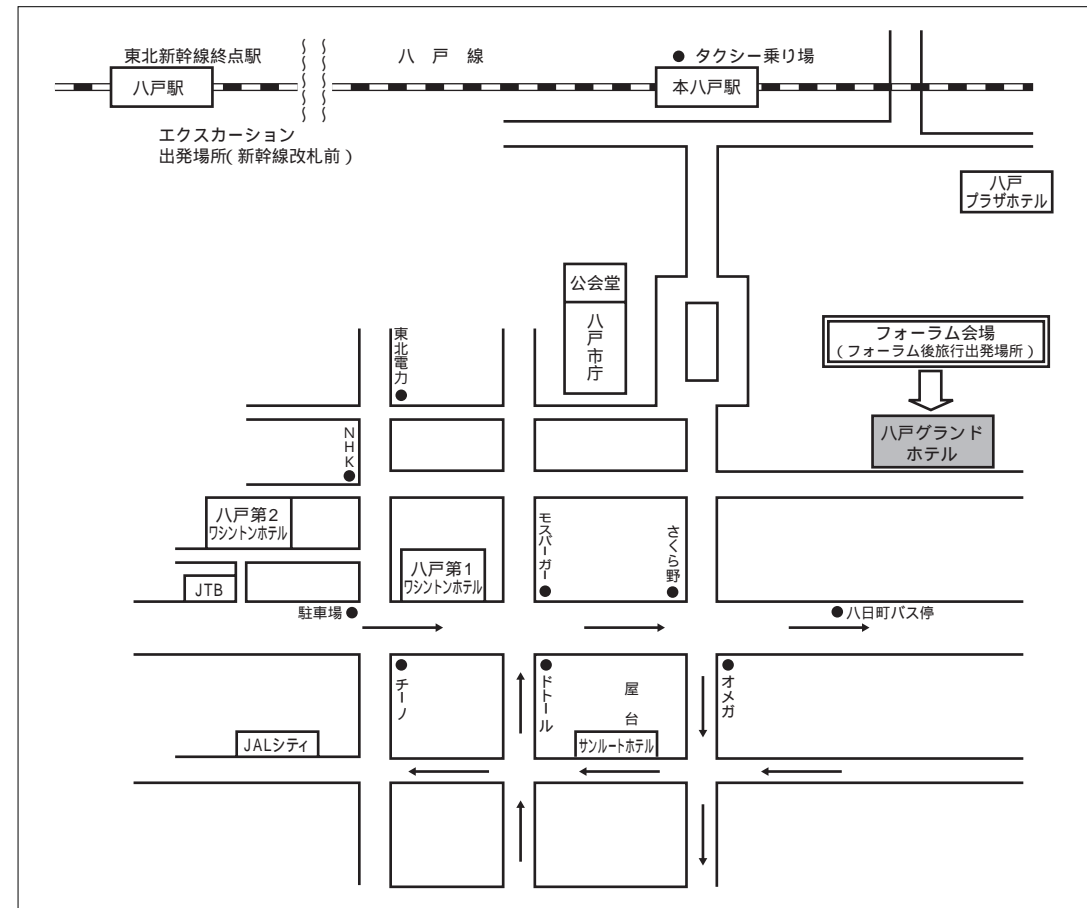 東北新幹線終点駅
八戸線
●タクシー乗り場
八戸駅
本八戸駅
エクスカーション
出発場所(新幹線改札前)
八戸
プラザホテル
公会堂
八戸市庁
東北電力
フォーラム会場
(フォーラム後旅行出発場所)
八戸グランド
ホテル
NHK
八戸第2
ワシントンホテル
八戸第1
ワシントンホテル
モスバーガー
さくら野
JTB
駐車場●
●八日町バス停
チーノ
ドトール
屋台
オメガ
JALシティ
サンルートホテル